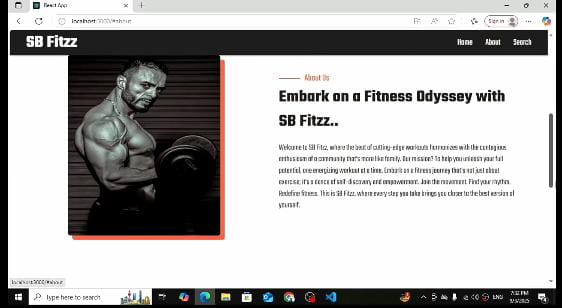 React App
localhost:3000/#about
Sign in
SB Fitzz
Home About Search
About Us
Embark on a Fitness Odyssey with
SB Fitzz..
Welcome to SB Fitz, where the best of cutting-edge workouts harmonizes with the contagious
enthusiasm of a community that's more like family. Our mission? To help you unleash your full
potential, one energizing workout at a time. Embark on a fitness journey that's not just about
exercise; it's a dance of self-discovery and empowerment. Join the movement. Find your rhythm.
Redefine fitness. This is SB Fitzz, where every step you take brings you closer to the best version of
yourself.
localhost:3000/#about
Type here to search
ENG
7:32 PM